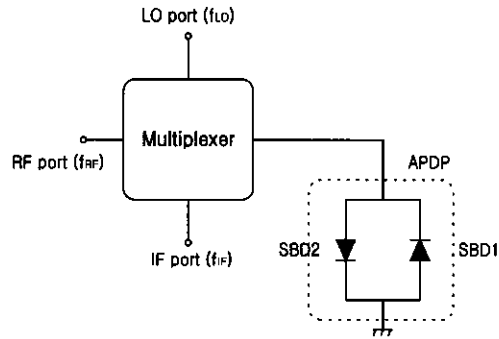 LO port (fLO)
Multiplexer
RF port (fRF)
APDP
IF port (fIF)
SBD2
SBD1